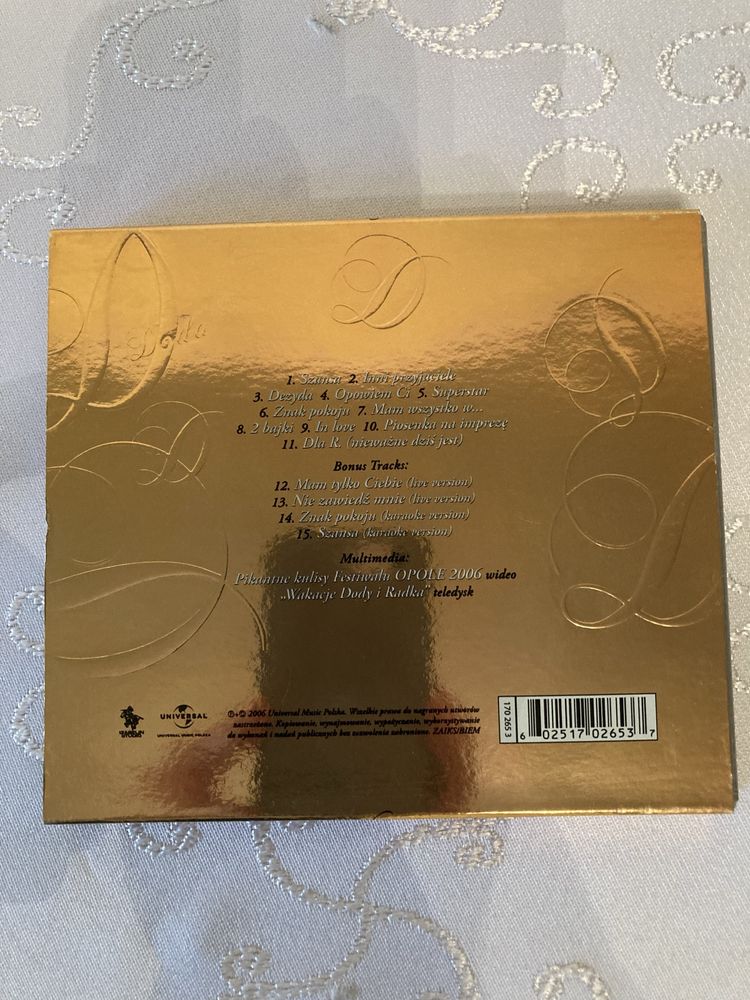 D
Doda
1. Szansa 2. Inni przyjaciele
3. Dezyda 4. Opowiem Ci 5. Superstar
6. Znak pokoju 7. Mam wszystko w...
8. 2 bajki 9. In love 10. Piosenka na imprezę
11. Dla R. (nieważne dziś jest)
Bonus Tracks:
12. Mam tylko Ciebie (live version)
13. Nie zawiedź mnie (live version)
14. Znak pokoju (karaoke version)
15. Szansa (karaoke version)
Multimedia:
Pikantne kulisy Festiwalu OPOLE 2006 wideo
„Wakacje Dody i Radka” teledysk
UNIVERSAL
UNIVERSAL MUSIC POLSKA
℗+© 2006 Universal Music Polska. Wszelkie prawa do nagranych utworów
zastrzeżone. Kopiowanie, wynajmowanie, wypożyczanie, wykorzystywanie
do wykonań i nadań publicznych bez zezwolenia zabronione. ZAIKS/BIEM
170 265 3
6 02517 02653 7